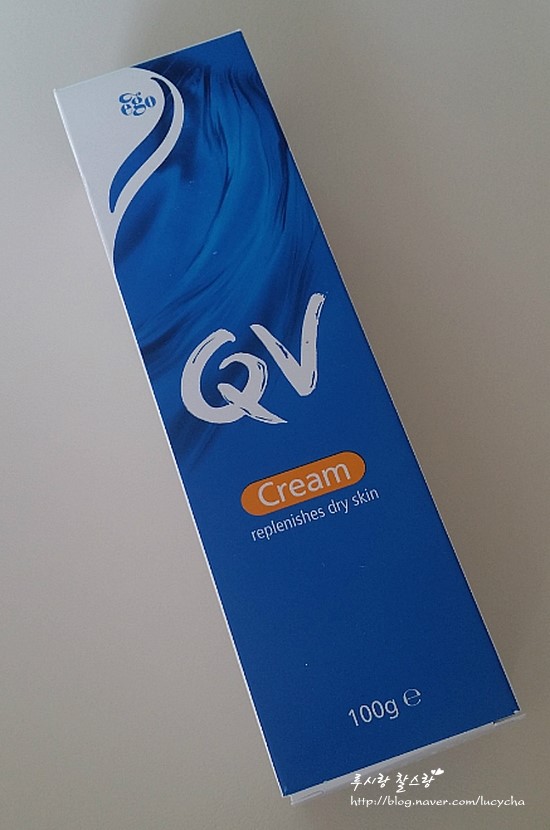 ego
QV
Cream
replenishes dry skin
100g ℮
루시랑 찰스랑
http://blog.naver.com/lucycha